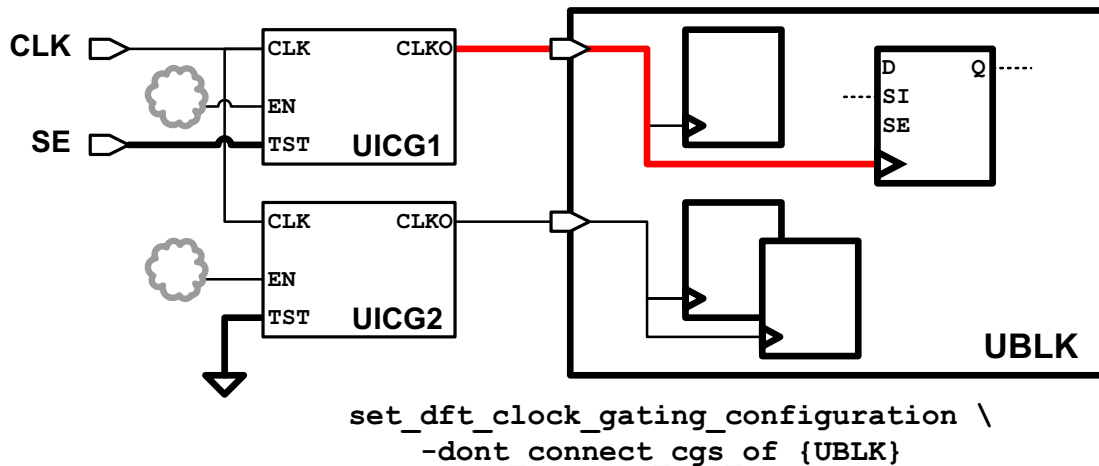 CLK
CLK CLKO
EN
SE
TST UICG1
D Q
SI
SE
CLK CLKO
EN
TST UICG2
UBLK
set_dft_clock_gating_configuration \
-dont_connect_cgs_of {UBLK}